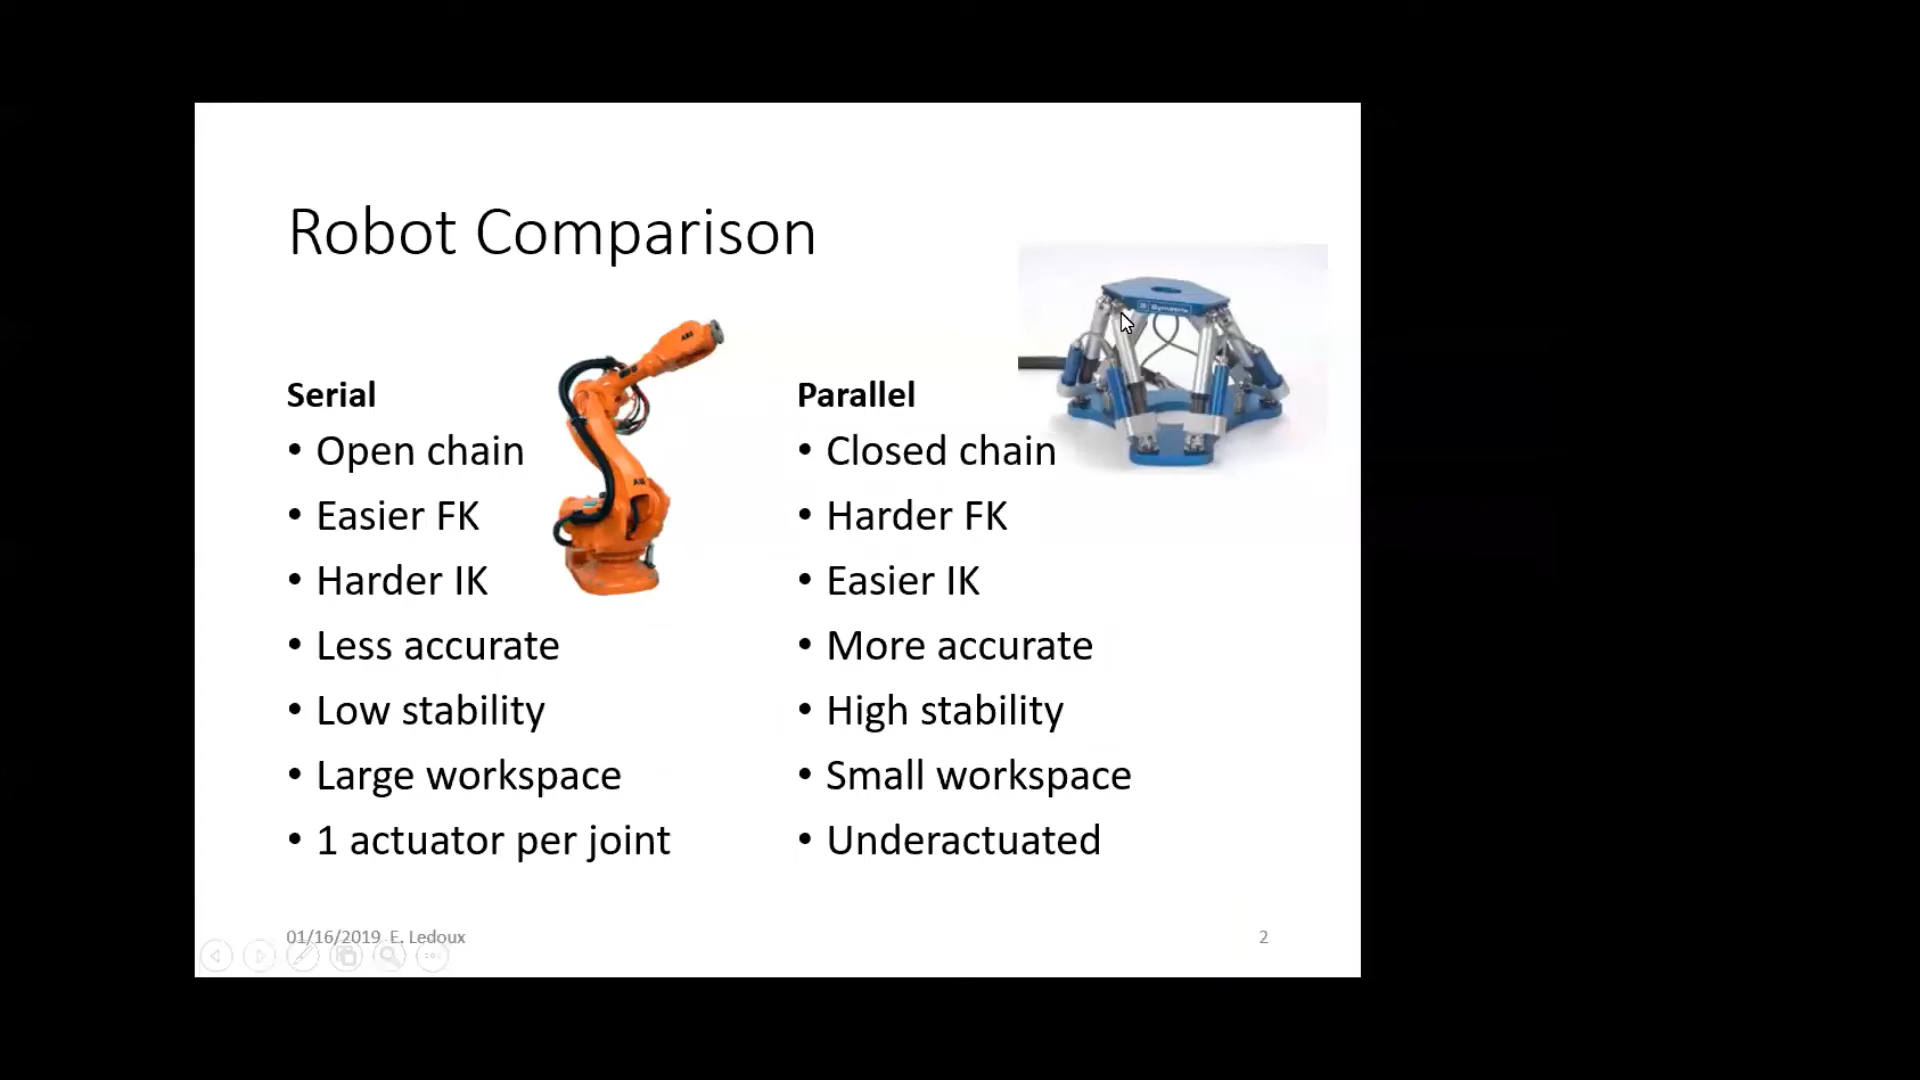 Robot Comparison
Serial
• Open chain
• Easier FK
• Harder IK
• Less accurate
• Low stability
• Large workspace
• 1 actuator per joint
ABB
Parallel
• Closed chain
• Harder FK
• Easier IK
• More accurate
• High stability
• Small workspace
• Underactuated
01/16/2019 E. Ledoux
2